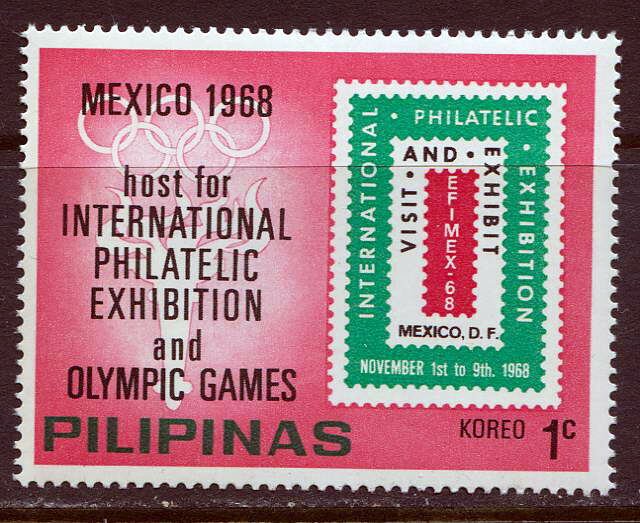 MEXICO 1968
host for
INTERNATIONAL
PHILATELIC
EXHIBITION
and
OLYMPIC GAMES
INTERNATIONAL • PHILATELIC • EXHIBITION
VISIT • AND • EXHIBIT
EFIMEX-68
MEXICO, D. F.
NOVEMBER 1st to 9th. 1968
PILIPINAS
KOREO 1c